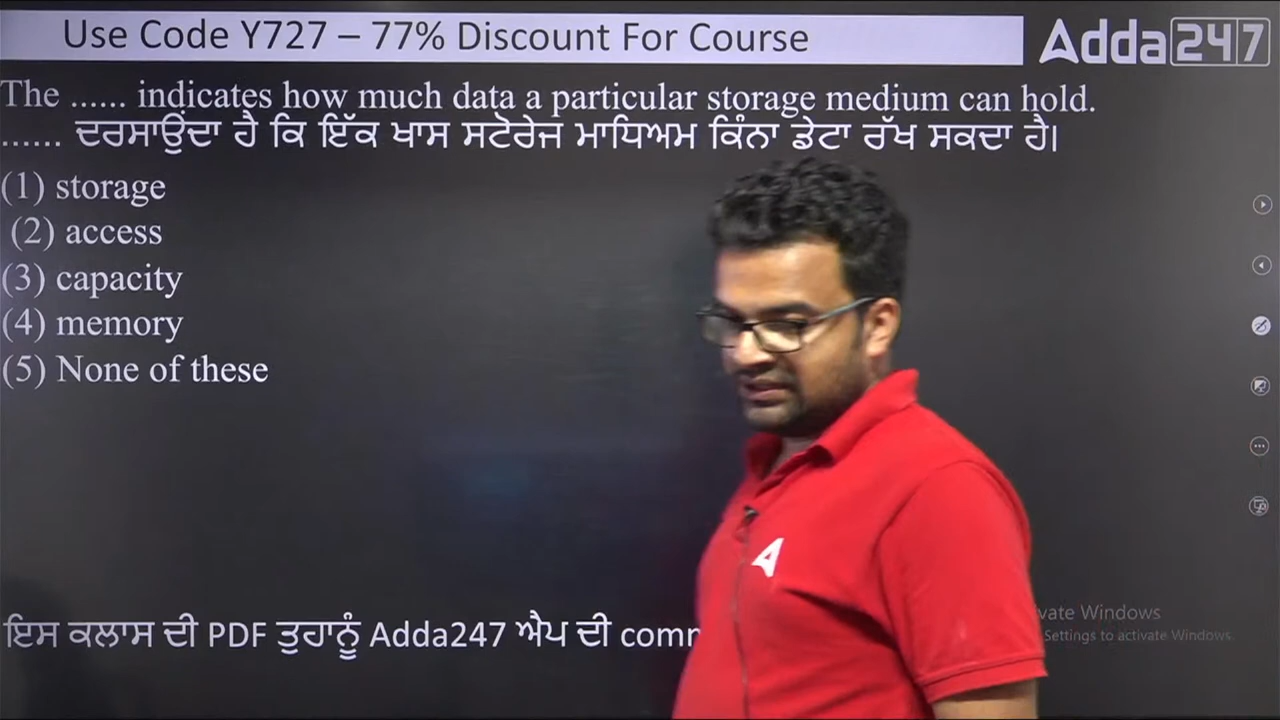 Use Code Y727 – 77% Discount For Course
Adda247
The ...... indicates how much data a particular storage medium can hold.
...... ਦਰਸਾਉਂਦਾ ਹੈ ਕਿ ਇੱਕ ਖਾਸ ਸਟੋਰੇਜ ਮਾਧਿਅਮ ਕਿੰਨਾ ਡੇਟਾ ਰੱਖ ਸਕਦਾ ਹੈ।
(1) storage
(2) access
(3) capacity
(4) memory
(5) None of these
ਇਸ ਕਲਾਸ ਦੀ PDF ਤੁਹਾਨੂੰ Adda247 ਐਪ ਦੀ
Windows
Settings to activate Windows.